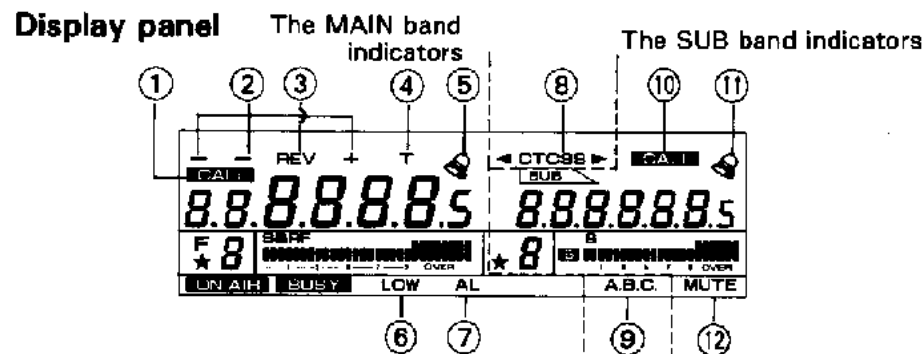 Display panel
The MAIN band
indicators
The SUB band indicators
① ② ③ ④ ⑤ ⑧ ⑩ ⑪
− − REV + T ◄ CTCSS ► CALL
CALL SUB
8.8.8.8.8.8.5 8.8.8.8.8.8.5
F S&RF S
★ 8 1 OVER ★ 8 S OVER
ON AIR BUSY LOW AL A.B.C. MUTE
⑥ ⑦ ⑨ ⑫